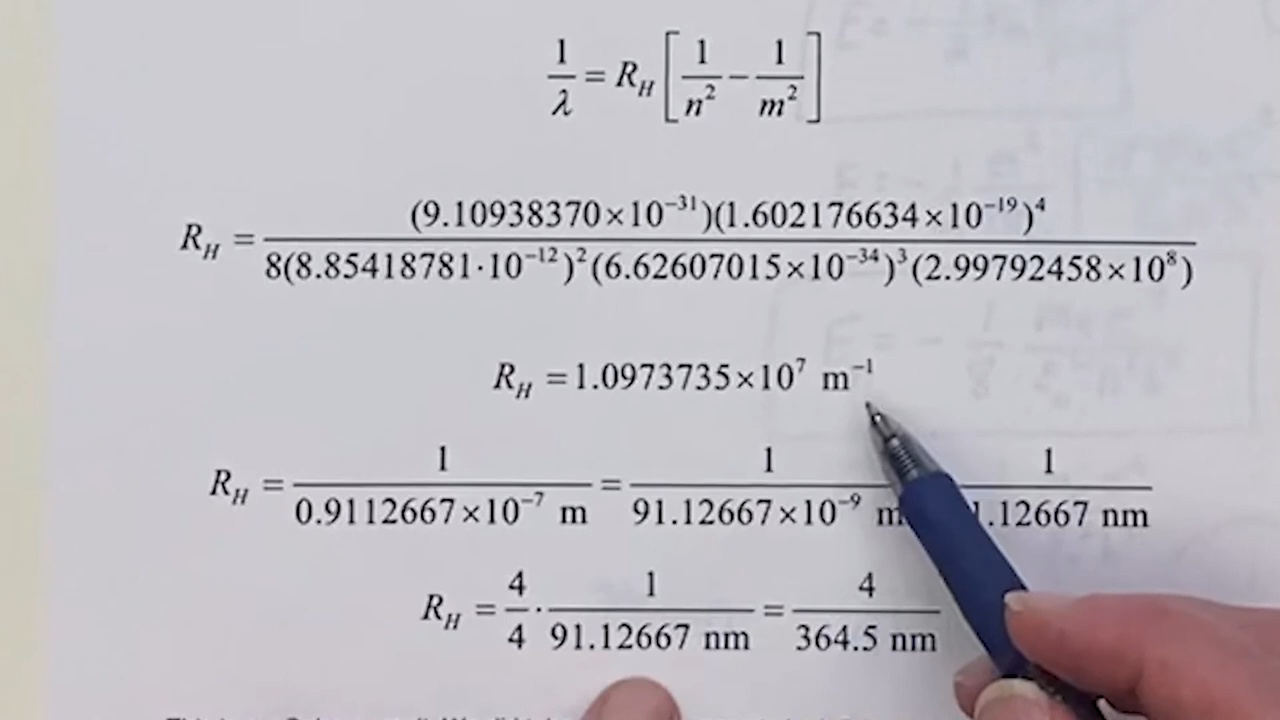 1/λ = R_H [1/n² − 1/m²]
R_H = (9.10938370×10⁻³¹)(1.602176634×10⁻¹⁹)⁴ / 8(8.85418781·10⁻¹²)²(6.62607015×10⁻³⁴)³(2.99792458×10⁸)
R_H = 1.0973735×10⁷ m⁻¹
R_H = 1 / 0.9112667×10⁻⁷ m = 1 / 91.12667×10⁻⁹ m 1 / .12667 nm
R_H = 4/4 · 1 / 91.12667 nm = 4 / 364.5 nm